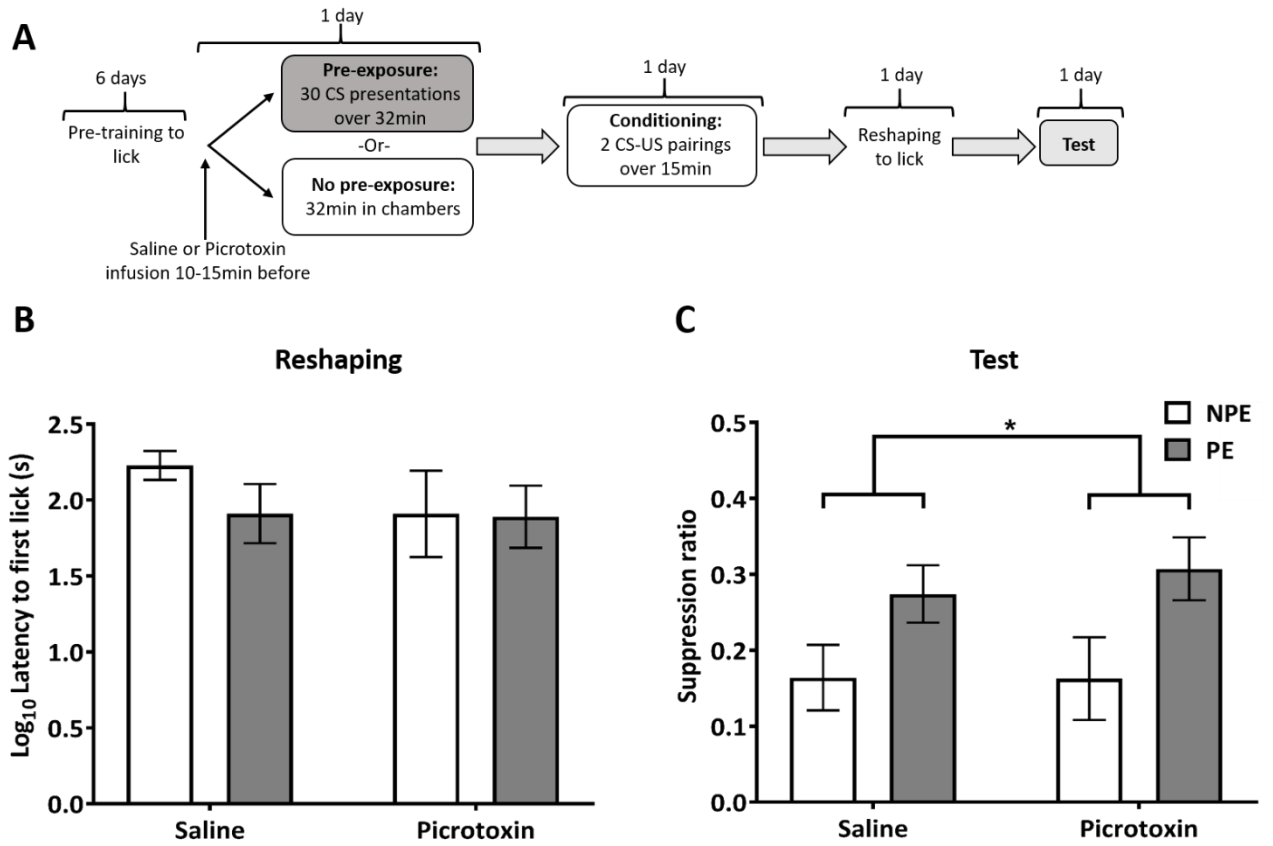 A
1 day
6 days
Pre-training to
lick
Saline or Picrotoxin
infusion 10-15min before
Pre-exposure:
30 CS presentations
over 32min
-Or-
No pre-exposure:
32min in chambers
1 day
Conditioning:
2 CS-US pairings
over 15min
1 day
Reshaping
to lick
1 day
Test
B
Reshaping
Log10 Latency to first lick (s)
2.5
2.0
1.5
1.0
0.5
0.0
Saline Picrotoxin
C
Test
NPE
PE
*
Suppression ratio
0.5
0.4
0.3
0.2
0.1
0.0
Saline Picrotoxin